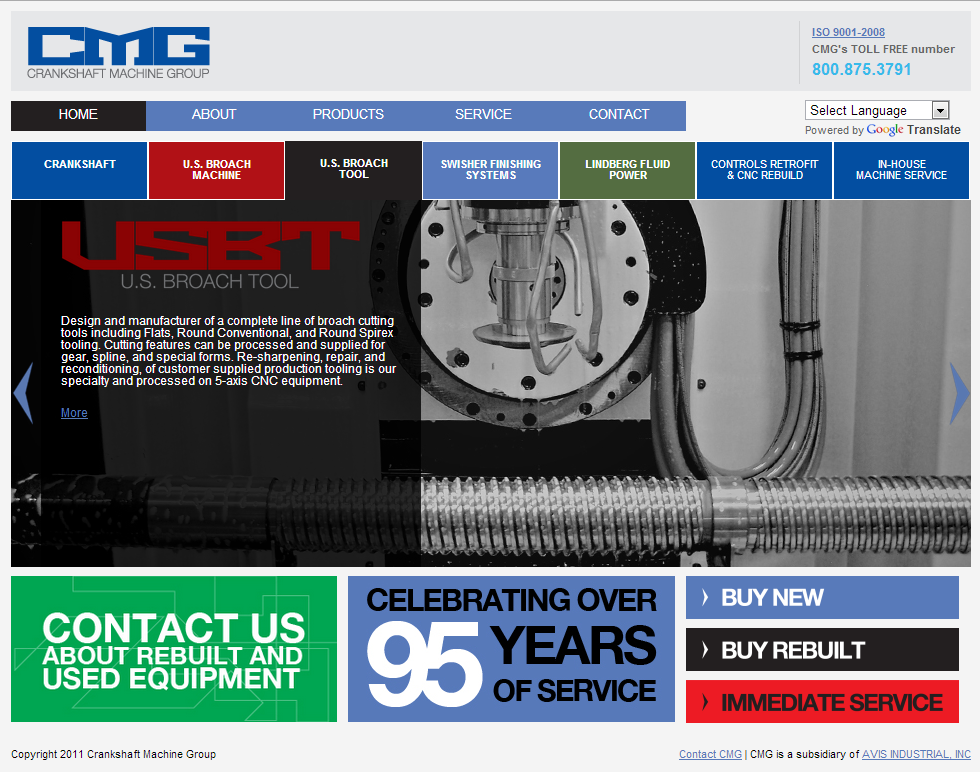 CMG
CRANKSHAFT MACHINE GROUP
ISO 9001-2008
CMG's TOLL FREE number
800.875.3791
HOME
ABOUT
PRODUCTS
SERVICE
CONTACT
Select Language
Powered by Google Translate
CRANKSHAFT
U.S. BROACH
MACHINE
U.S. BROACH
TOOL
SWISHER FINISHING
SYSTEMS
LINDBERG FLUID
POWER
CONTROLS RETROFIT
& CNC REBUILD
IN-HOUSE
MACHINE SERVICE
USBT
U.S. BROACH TOOL
Design and manufacturer of a complete line of broach cutting
tools including Flats, Round Conventional, and Round Spirex
tooling. Cutting features can be processed and supplied for
gear, spline, and special forms. Re-sharpening, repair, and
reconditioning, of customer supplied production tooling is our
specialty and processed on 5-axis CNC equipment.
More
CONTACT US
ABOUT REBUILT AND
USED EQUIPMENT
CELEBRATING OVER
95 YEARS
OF SERVICE
BUY NEW
BUY REBUILT
IMMEDIATE SERVICE
Copyright 2011 Crankshaft Machine Group
Contact CMG | CMG is a subsidiary of AVIS INDUSTRIAL, INC